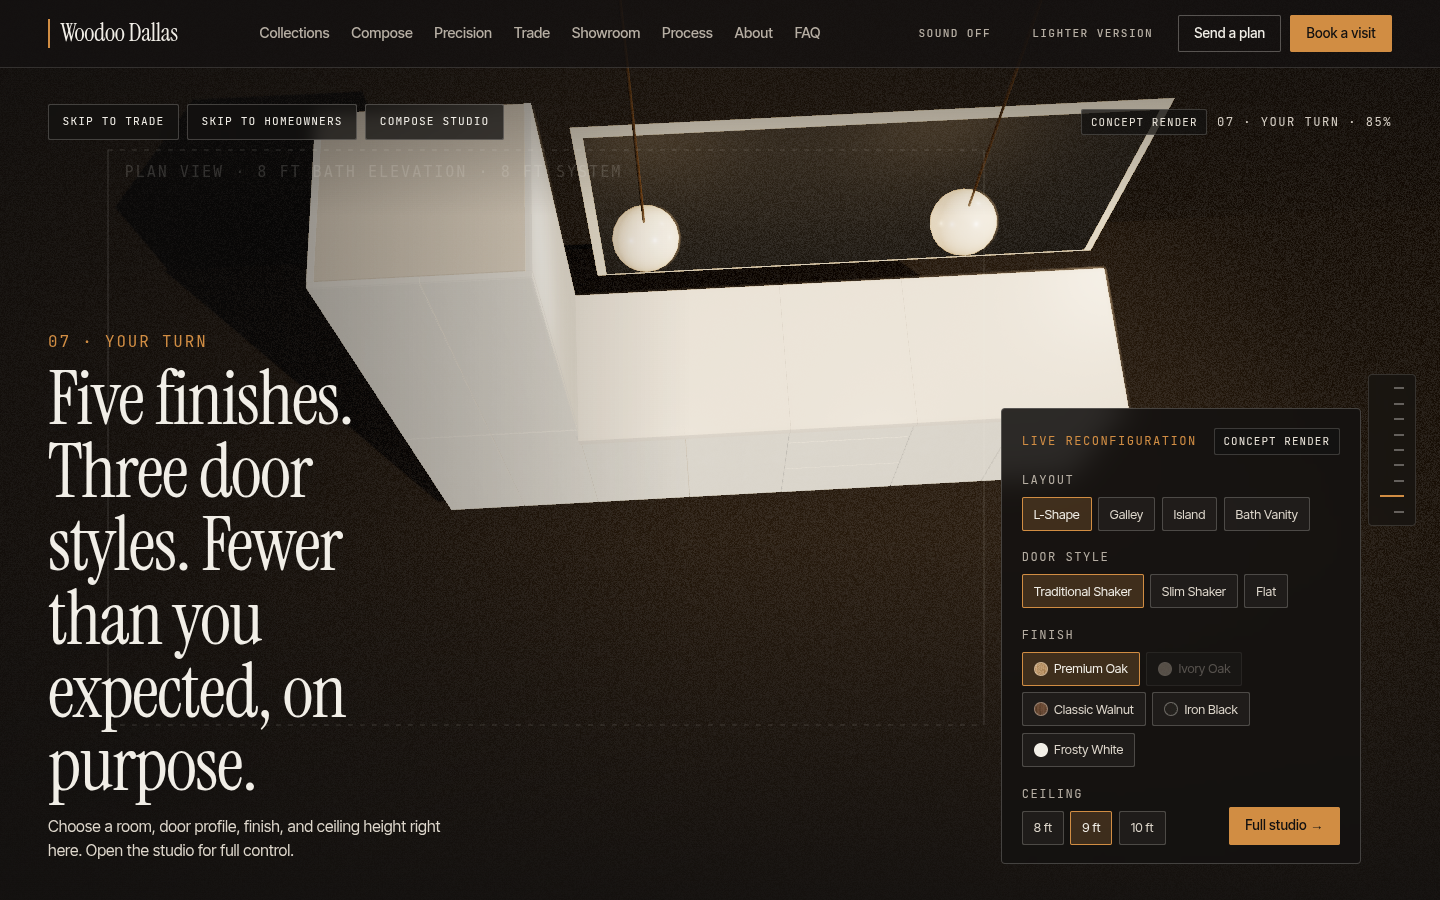 Woodoo Dallas
Collections Compose Precision Trade Showroom Process About FAQ
SOUND OFF LIGHTER VERSION Send a plan Book a visit
SKIP TO TRADE SKIP TO HOMEOWNERS COMPOSE STUDIO
CONCEPT RENDER 07 · YOUR TURN · 85%
PLAN VIEW · 8 FT BATH ELEVATION · 8 FT SYSTEM
07 · YOUR TURN
Five finishes.
Three door
styles. Fewer
than you
expected, on
purpose.
Choose a room, door profile, finish, and ceiling height right
here. Open the studio for full control.
LIVE RECONFIGURATION CONCEPT RENDER
LAYOUT
L-Shape Galley Island Bath Vanity
DOOR STYLE
Traditional Shaker Slim Shaker Flat
FINISH
Premium Oak Ivory Oak
Classic Walnut Iron Black
Frosty White
CEILING
8 ft 9 ft 10 ft Full studio →